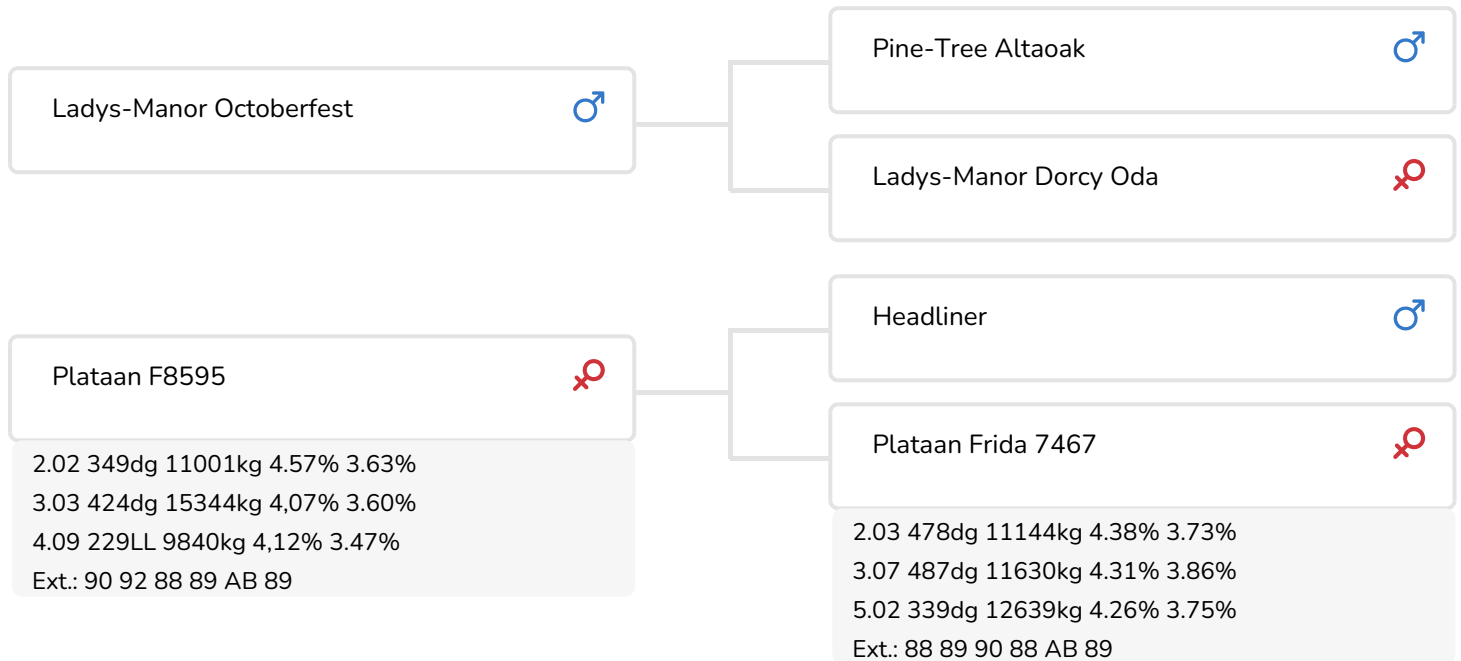 Pine-Tree Altaoak
Ladys-Manor Octoberfest
Ladys-Manor Dorcy Oda
Headliner
Plataan F8595
2.02 349dg 11001kg 4.57% 3.63%
3.03 424dg 15344kg 4,07% 3.60%
4.09 229LL 9840kg 4,12% 3.47%
Ext.: 90 92 88 89 AB 89
Plataan Frida 7467
2.03 478dg 11144kg 4.38% 3.73%
3.07 487dg 11630kg 4.31% 3.86%
5.02 339dg 12639kg 4.26% 3.75%
Ext.: 88 89 90 88 AB 89